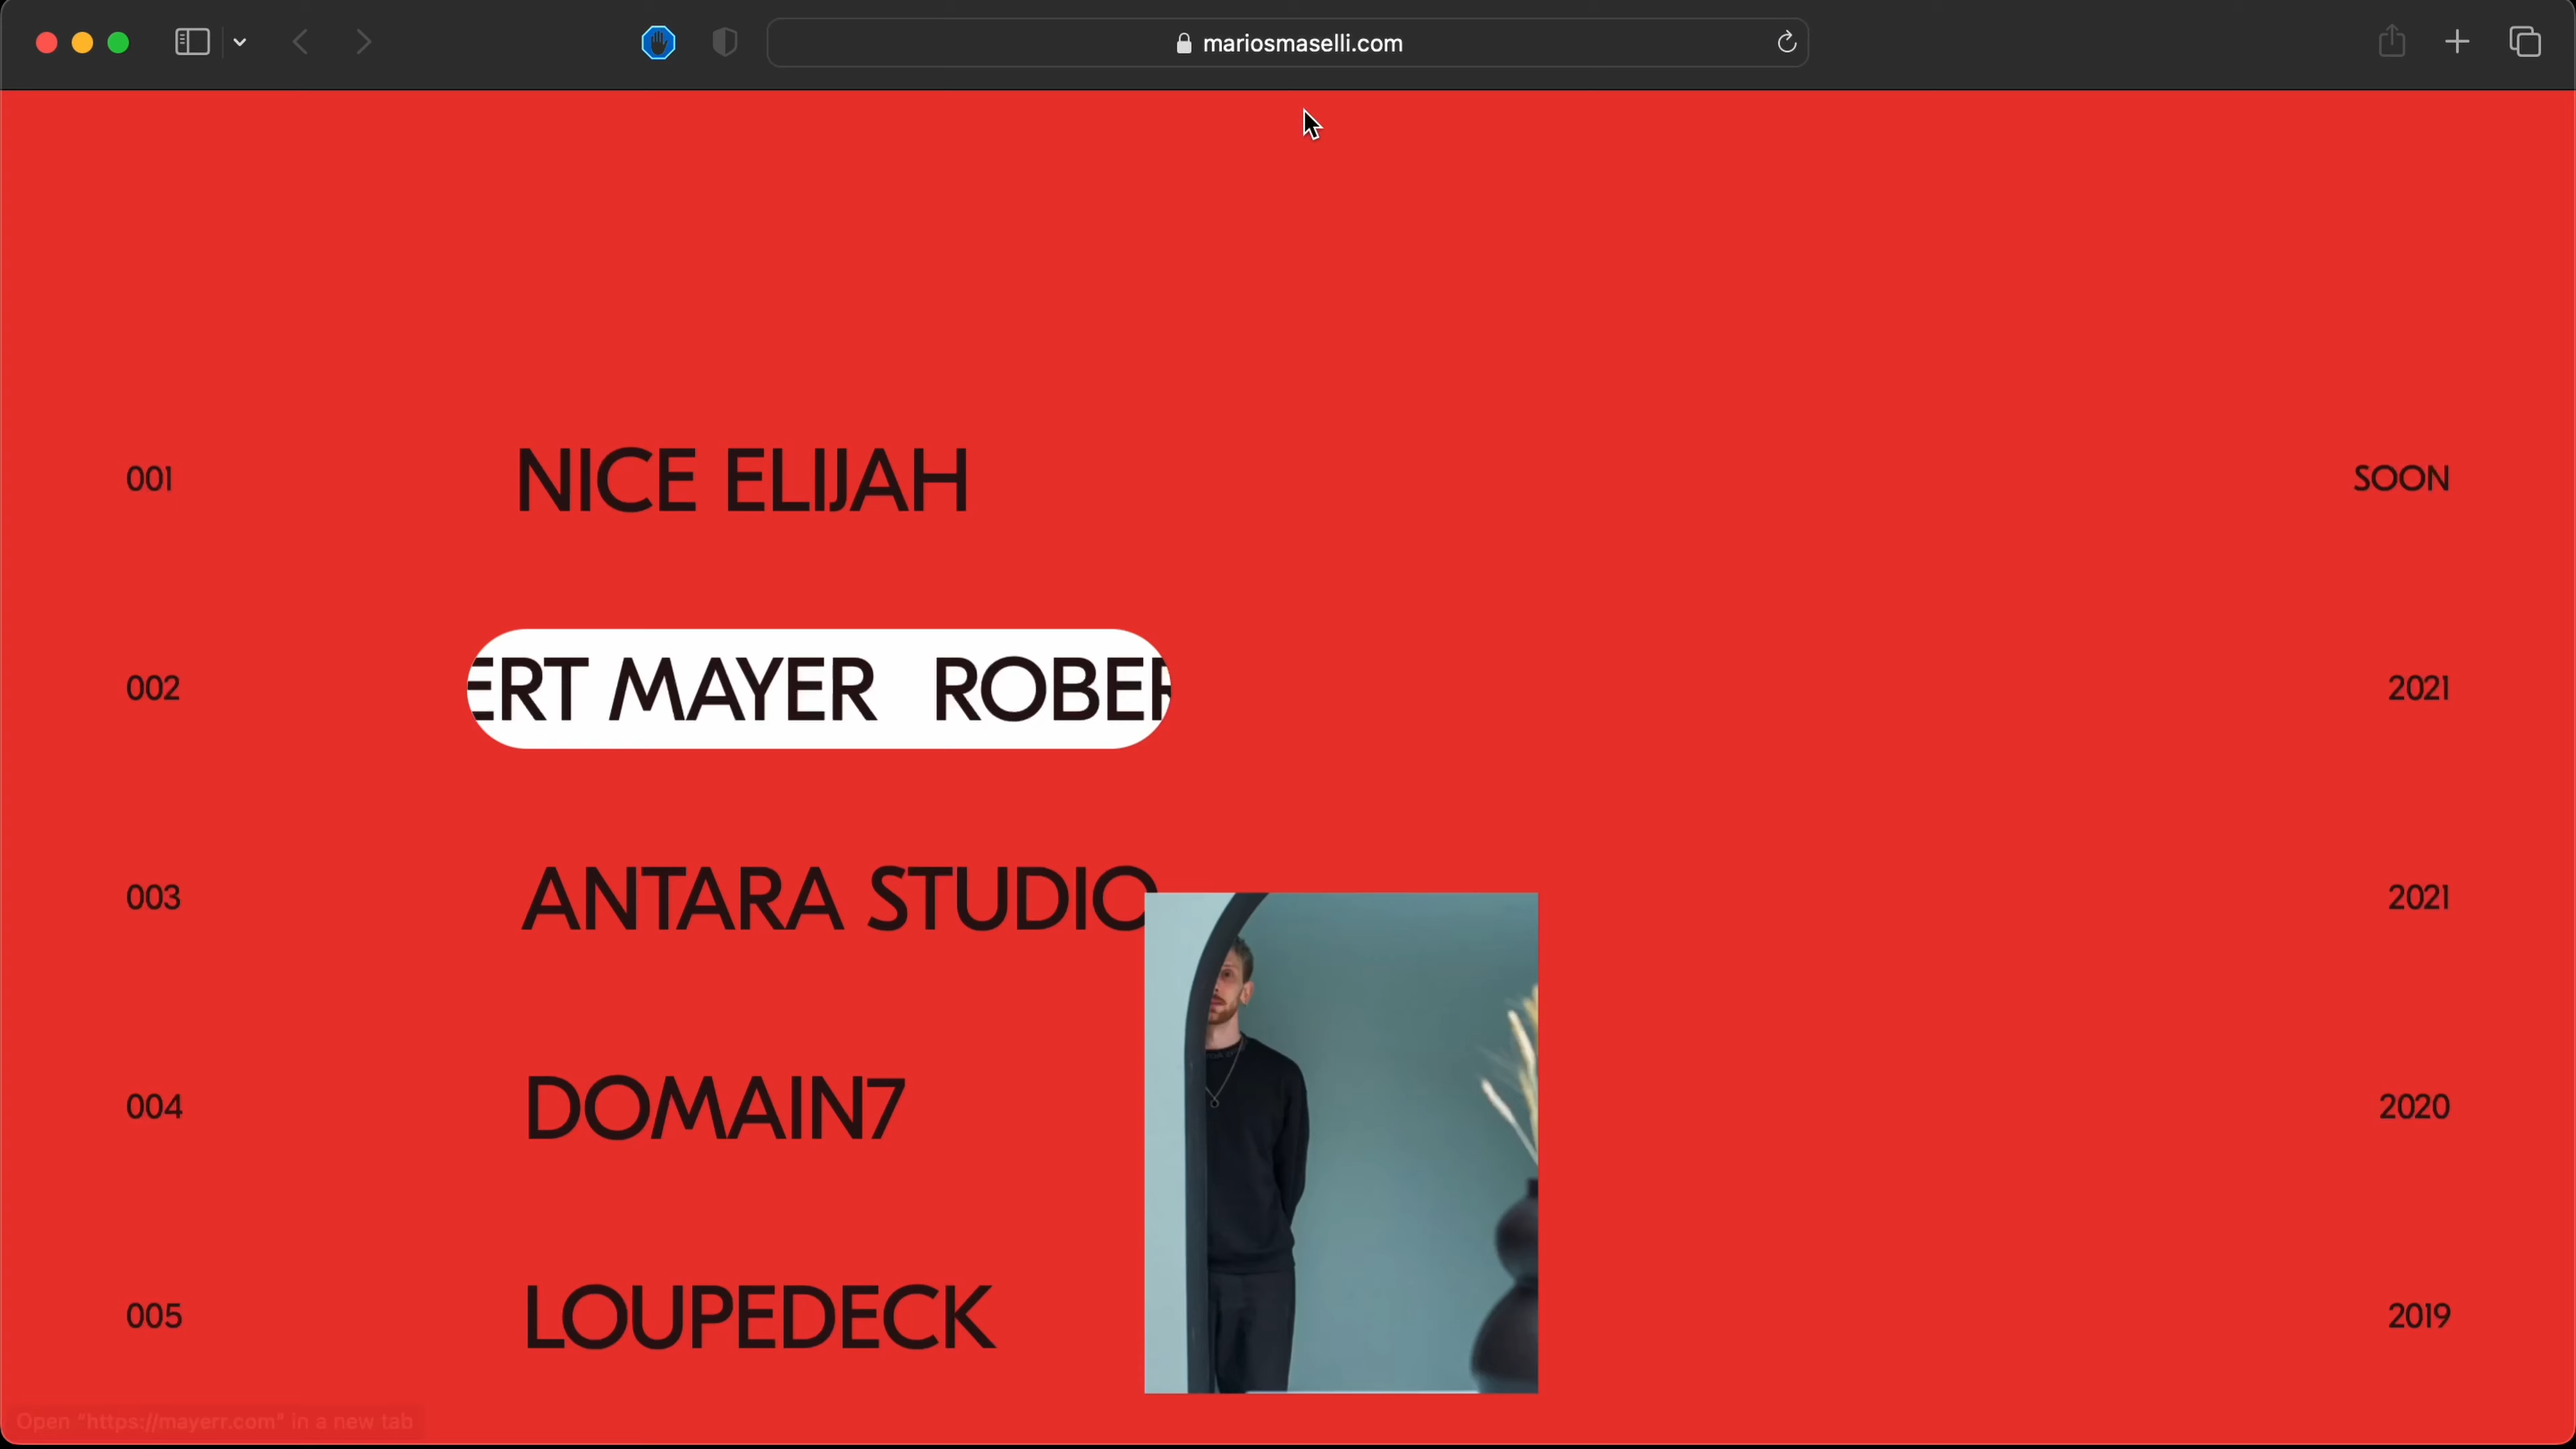 mariosmaselli.com
001 NICE ELIJAH SOON
002 ERT MAYER ROBER 2021
003 ANTARA STUDIO 2021
004 DOMAIN7 2020
005 LOUPEDECK 2019
Open "https://mayerr.com" in a new tab